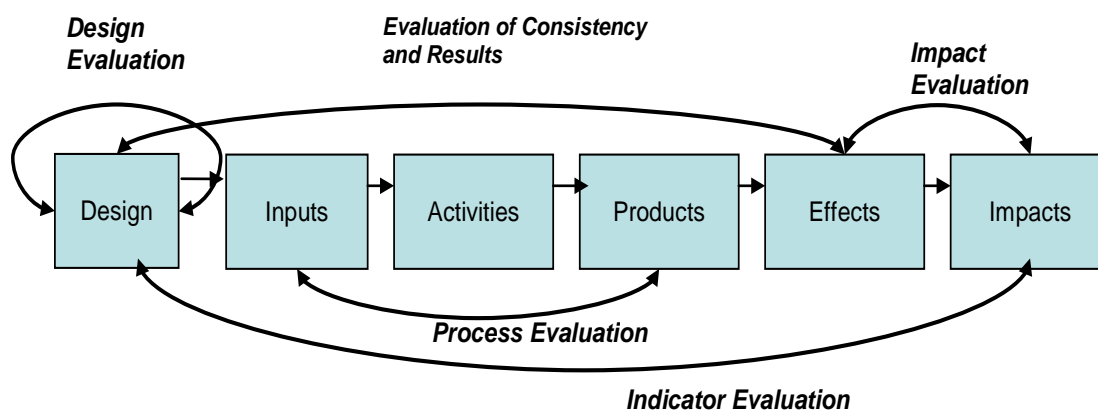 Design
Evaluation
Evaluation of Consistency
and Results
Impact
Evaluation
Design
Inputs
Activities
Products
Effects
Impacts
Process Evaluation
Indicator Evaluation